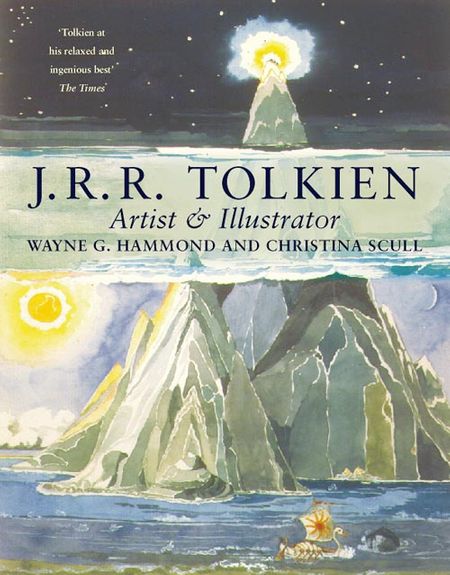 ‘Tolkien at
his relaxed and
ingenious best’
The Times
J. R. R. TOLKIEN
Artist & Illustrator
WAYNE G. HAMMOND AND CHRISTINA SCULL